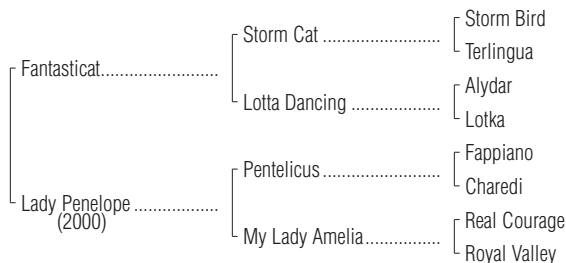 Storm Bird
Storm Cat ........................
Terlingua
Fantasticat........................
Alydar
Lotta Dancing ..................
Lotka
Fappiano
Pentelicus ........................
Charedi
Lady Penelope .................
(2000)
Real Courage
My Lady Amelia...............
Royal Valley